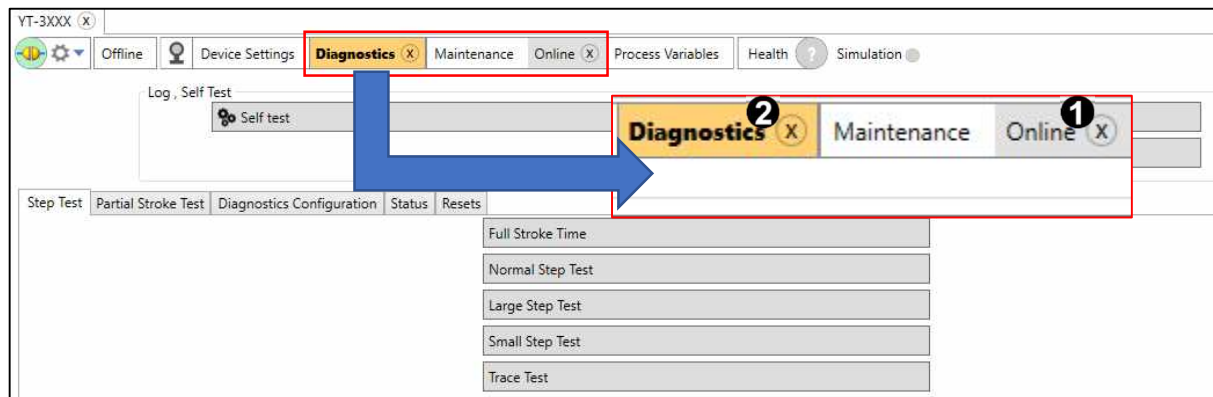 YT-3XXX X
Offline Device Settings Diagnostics X Maintenance Online X Process Variables Health ? Simulation
Log , Self Test
Self test
Diagnostics 2 X Maintenance Online 1 X
Step Test Partial Stroke Test Diagnostics Configuration Status Resets
Full Stroke Time
Normal Step Test
Large Step Test
Small Step Test
Trace Test